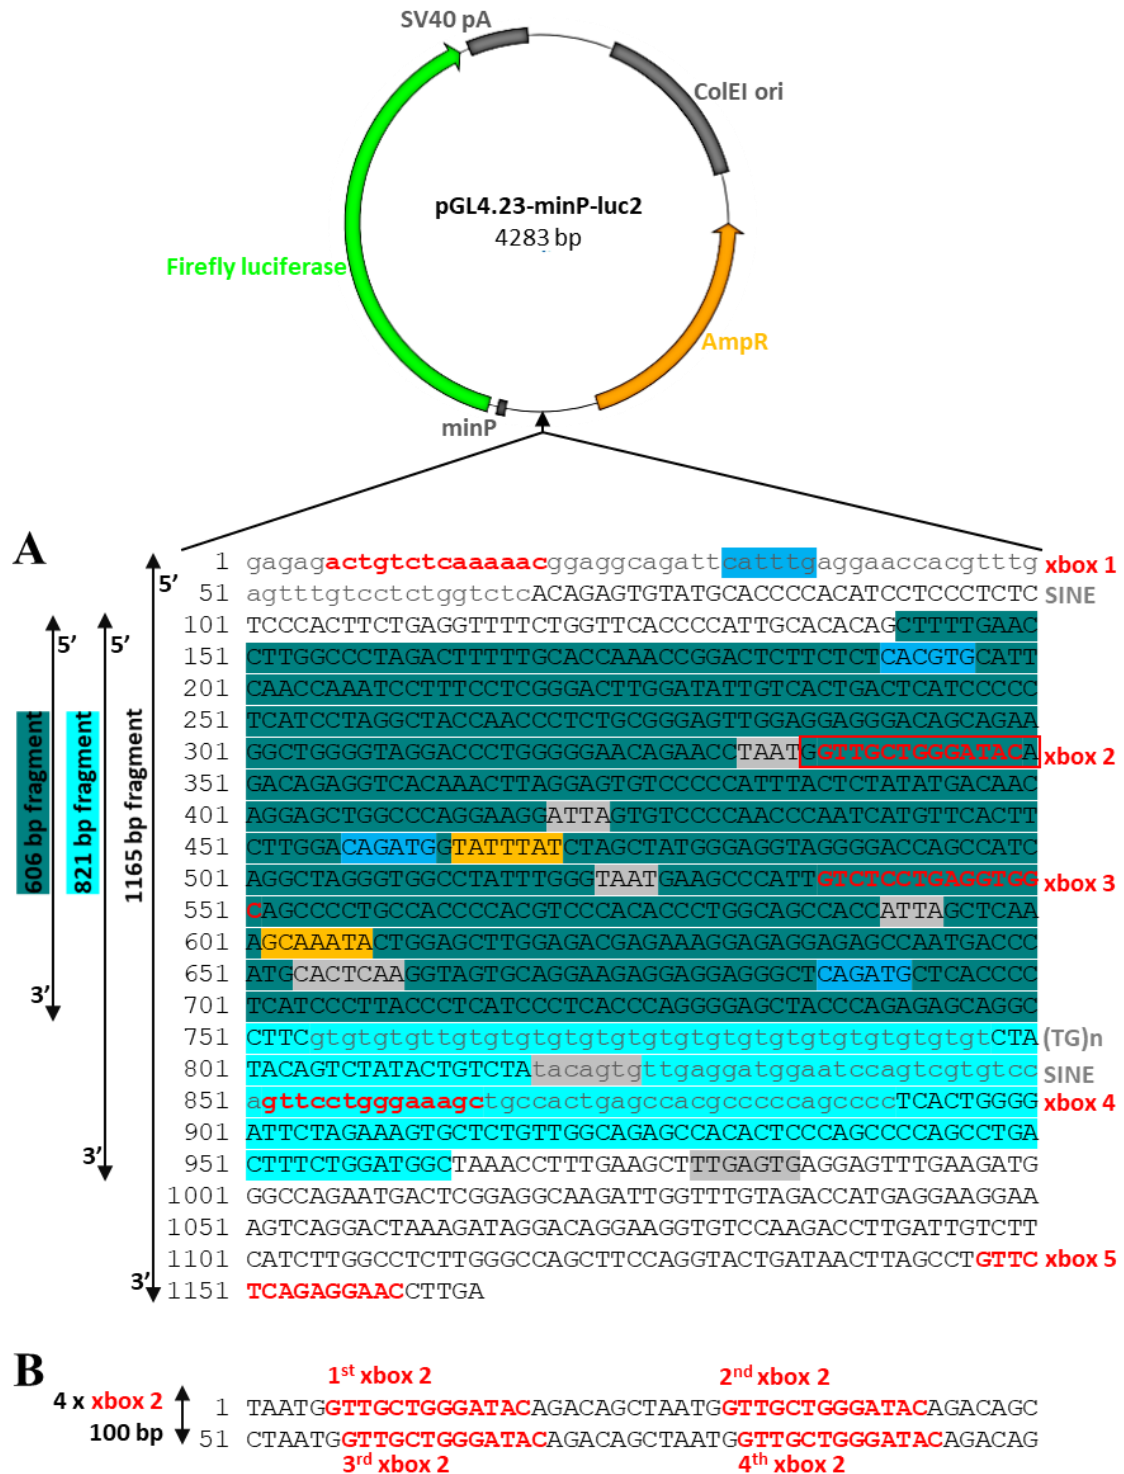 SV40 pA
ColEI ori
pGL4.23-minP-luc2
4283 bp
Firefly luciferase
AmpR
minP
A
5’
5’
5’
606 bp fragment
821 bp fragment
1165 bp fragment
3’
3’
3’
1 gagagactgtctcaaaaacggaggcagattcatttgaggaaccacgtttg xbox 1
51 agtttgtcctctggtctcACAGAGTGTATGCACCCCACATCCTCCCTCTC SINE
101 TCCCACTTCTGAGGTTTTCTGGTTCACCCCATTGCACACAGCTTTTGAAC
151 CTTGGCCCTAGACTTTTTGCACCAAACCGGACTCTTCTCTCACGTGCATT
201 CAACCAAATCCTTTCCTCGGGACTTGGATATTGTCACTGACTCATCCCCC
251 TCATCCTAGGCTACCAACCCTCTGCGGGAGTTGGAGGAGGGACAGCAGAA
301 GGCTGGGGTAGGACCCTGGGGGAACAGAACCTAATGGTTGCTGGGATACA xbox 2
351 GACAGGTCACAAACTTAGGAGTGTCCCCCATTTACTCTATATGACAAC
401 AGGAGCTGGCCCAGGAAGGATTAGTGTCCCCAACCCAATCATGTTCACTT
451 CTTGGACAGATGGTATTTATCTAGCTATGGGAGGTAGGGGACCAGCCATC
501 AGGCTAGGGTGGCCTATTTGGGTAATGAAGCCCATTGTCTCCTGAGGTGG xbox 3
551 CAGCCCCTGCCACCCCACGTCCCACACCCTGGCAGCCACCATTAGCTCAA
601 AGCAAATACTGGAGCTTGGAGACGAGAAAGGAGAGGAGAGCCAATGACCC
651 ATGCACTCAAGGTAGTGCAGGAAGAGGAGGAGGGCTCAGATGCTCACCCC
701 TCATCCCTTACCCTCATCCCTCACCCAGGGGAGCTACCCAGAGAGCAGGC
751 CTTCgtgtgtgttgtgtgtgtgtgtgtgtgtgtgtgtgtgtgtgtgtCTA (TG)n
801 TACAGTCTATACTGTCTAtacagtgttgaggatggaatccagtcgtgtcc SINE
851 agttcctgggaaagctgccactgagccacgcccccagccccTCACTGGGG xbox 4
901 ATTCTAGAAAGTGCTCTGTTGGCAGAGCCACACTCCCAGCCCCAGCCTGA
951 CTTTCTGGATGGCTAAACCTTTGAAGCTTTGAGTGAGGAGTTTGAAGATG
1001 GGCCAGAATGACTCGGAGGCAAGATTGGTTTGTAGACCATGAGGAAGGAA
1051 AGTCAGGACTAAAGATAGGACAGGAAGGTGTCCAAGACCTTGATTGTCTT
1101 CATCTTGGCCTCTTGGGCCAGCTTCCAGGTACTGATAACTTAGCCTGTTC xbox 5
1151 TCAGAGGAACCTTGA
B
1st xbox 2
2nd xbox 2
4 x xbox 2
100 bp
1 TAATGGTTGCTGGGATACAGACAGCTAATGGTTGCTGGGATACAGACAGC
51 CTAATGGTTGCTGGGATACAGACAGCTAATGGTTGCTGGGATACAGACAG
3rd xbox 2
4th xbox 2